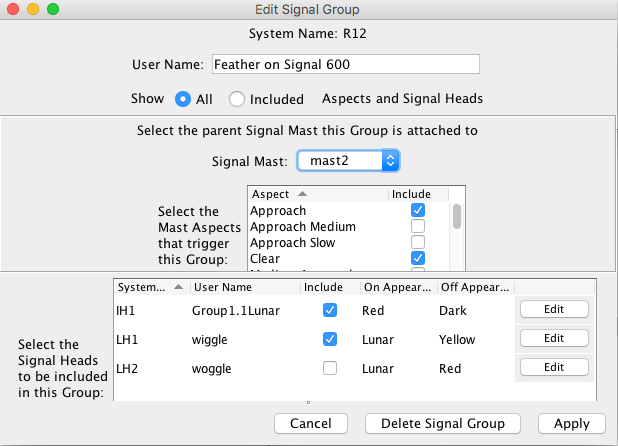 Edit Signal Group
System Name: R12
User Name: Feather on Signal 600
Show All Included Aspects and Signal Heads
Select the parent Signal Mast this Group is attached to
Signal Mast: mast2
Select the
Mast Aspects
that trigger
this Group:
Aspect Include
Approach
Approach Medium
Approach Slow
Clear
Select the
Signal Heads
to be included
in this Group:
System... User Name Include On Appear... Off Appear...
IH1 Group1.1Lunar Red Dark Edit
LH1 wiggle Lunar Yellow Edit
LH2 woggle Lunar Red Edit
Cancel Delete Signal Group Apply